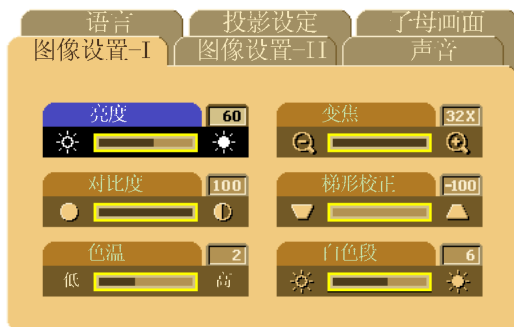 语言 投影设定 子母画面
图像设置-I 图像设置-II 声音
亮度 60 变焦 32X
对比度 100 梯形校正 -100
色温 2 白色段 6
低 高